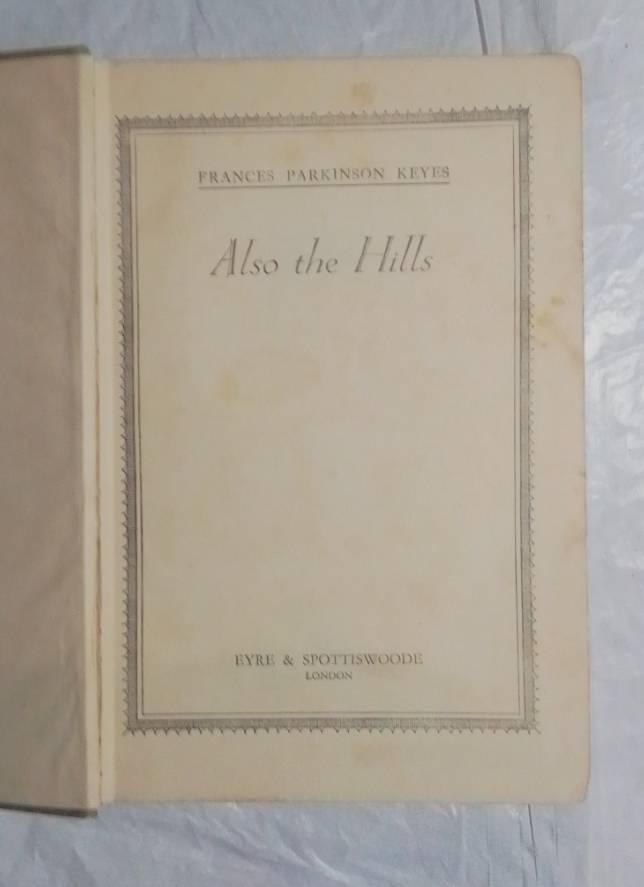 FRANCES PARKINSON KEYES
Also the Hills
EYRE & SPOTTISWOODE
LONDON